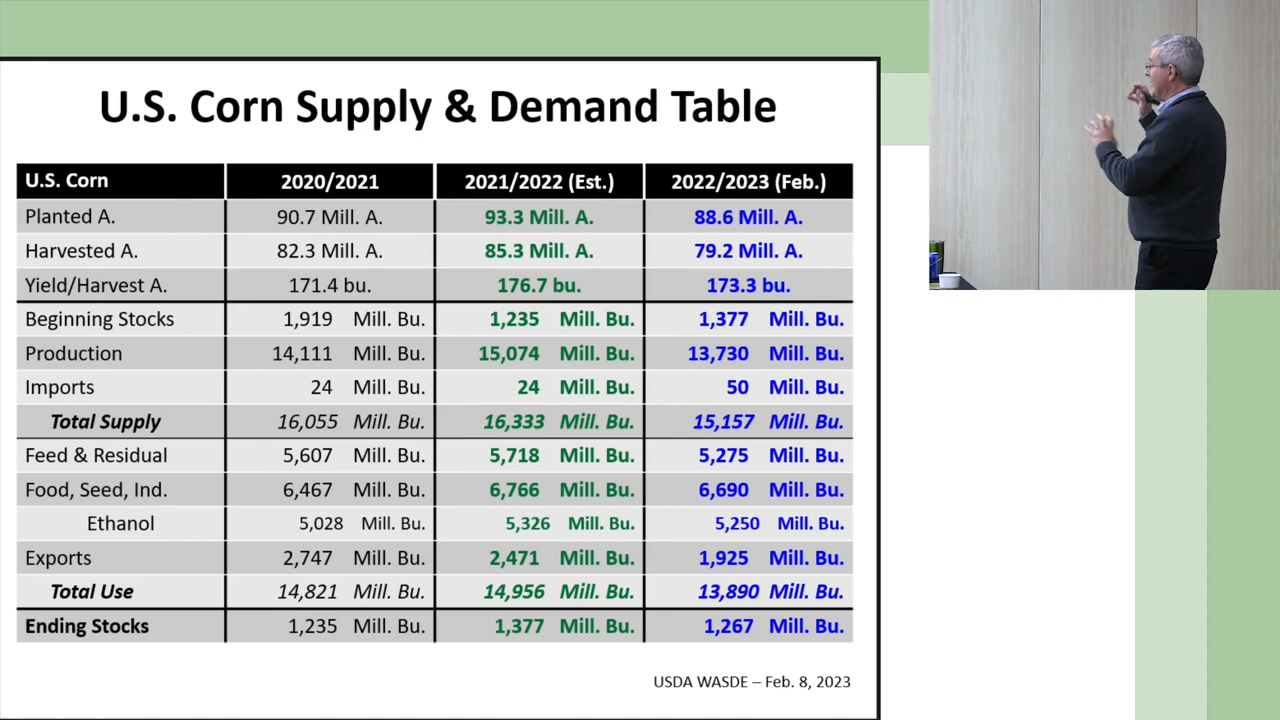 U.S. Corn Supply & Demand Table
U.S. Corn 2020/2021 2021/2022 (Est.) 2022/2023 (Feb.)
Planted A. 90.7 Mill. A. 93.3 Mill. A. 88.6 Mill. A.
Harvested A. 82.3 Mill. A. 85.3 Mill. A. 79.2 Mill. A.
Yield/Harvest A. 171.4 bu. 176.7 bu. 173.3 bu.
Beginning Stocks 1,919 Mill. Bu. 1,235 Mill. Bu. 1,377 Mill. Bu.
Production 14,111 Mill. Bu. 15,074 Mill. Bu. 13,730 Mill. Bu.
Imports 24 Mill. Bu. 24 Mill. Bu. 50 Mill. Bu.
Total Supply 16,055 Mill. Bu. 16,333 Mill. Bu. 15,157 Mill. Bu.
Feed & Residual 5,607 Mill. Bu. 5,718 Mill. Bu. 5,275 Mill. Bu.
Food, Seed, Ind. 6,467 Mill. Bu. 6,766 Mill. Bu. 6,690 Mill. Bu.
Ethanol 5,028 Mill. Bu. 5,326 Mill. Bu. 5,250 Mill. Bu.
Exports 2,747 Mill. Bu. 2,471 Mill. Bu. 1,925 Mill. Bu.
Total Use 14,821 Mill. Bu. 14,956 Mill. Bu. 13,890 Mill. Bu.
Ending Stocks 1,235 Mill. Bu. 1,377 Mill. Bu. 1,267 Mill. Bu.
USDA WASDE – Feb. 8, 2023